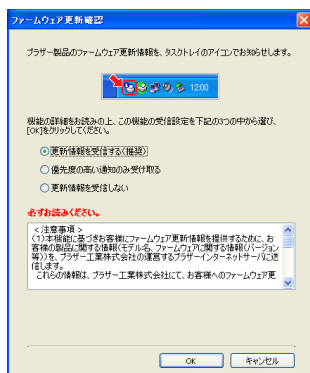 ファームウェア更新確認
ブラザー製品のファームウェア更新情報を、タスクトレイのアイコンでお知らせします。
12:00
機能の詳細をお読みの上、この機能の受信設定を下記の3つの中から選び、
[OK]をクリックしてください。
更新情報を受信する(推奨)
優先度の高い通知のみ受け取る
更新情報を受信しない
必ずお読みください。
<注意事項>
(1)本機能に基づきお客様にファームウェア更新情報を提供するために、お
客様の製品に関する情報(モデル名、ファームウェアに関する情報(バージョン
等))を、ブラザー工業株式会社の運営するブラザーインターネットサーバに送
信します。
これらの情報は、ブラザー工業株式会社にて、お客様へのファームウェア更
OK
キャンセル